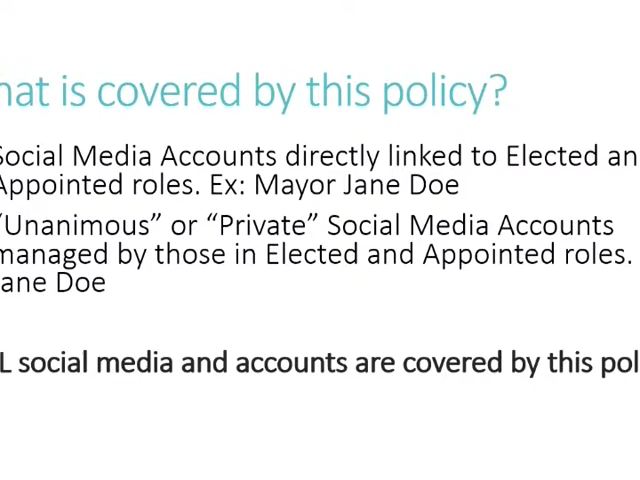 hat is covered by this policy?
Social Media Accounts directly linked to Elected an
Appointed roles. Ex: Mayor Jane Doe
“Unanimous” or “Private” Social Media Accounts
managed by those in Elected and Appointed roles.
Jane Doe
L social media and accounts are covered by this pol